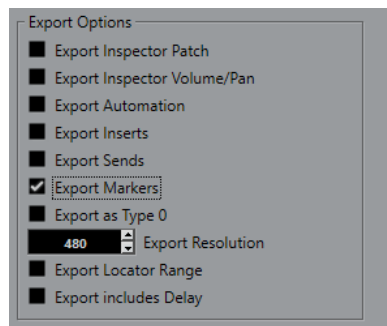 Export Options
Export Inspector Patch
Export Inspector Volume/Pan
Export Automation
Export Inserts
Export Sends
Export Markers
Export as Type 0
480 Export Resolution
Export Locator Range
Export includes Delay